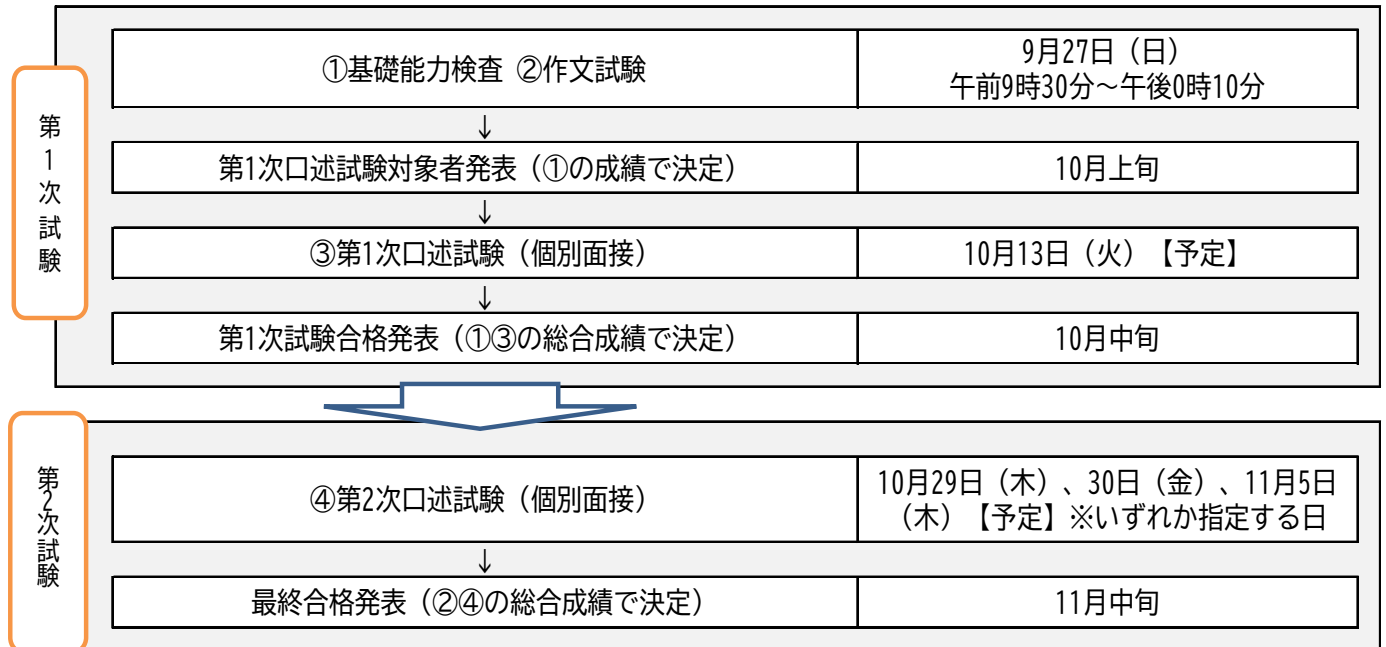 第1次試験
①基礎能力検査 ②作文試験
9月27日（日）
午前9時30分～午後0時10分
↓
第1次口述試験対象者発表（①の成績で決定）
10月上旬
↓
③第1次口述試験（個別面接）
10月13日（火）【予定】
↓
第1次試験合格発表（①③の総合成績で決定）
10月中旬
第2次試験
④第2次口述試験（個別面接）
10月29日（木）、30日（金）、11月5日
（木）【予定】※いずれか指定する日
↓
最終合格発表（②④の総合成績で決定）
11月中旬